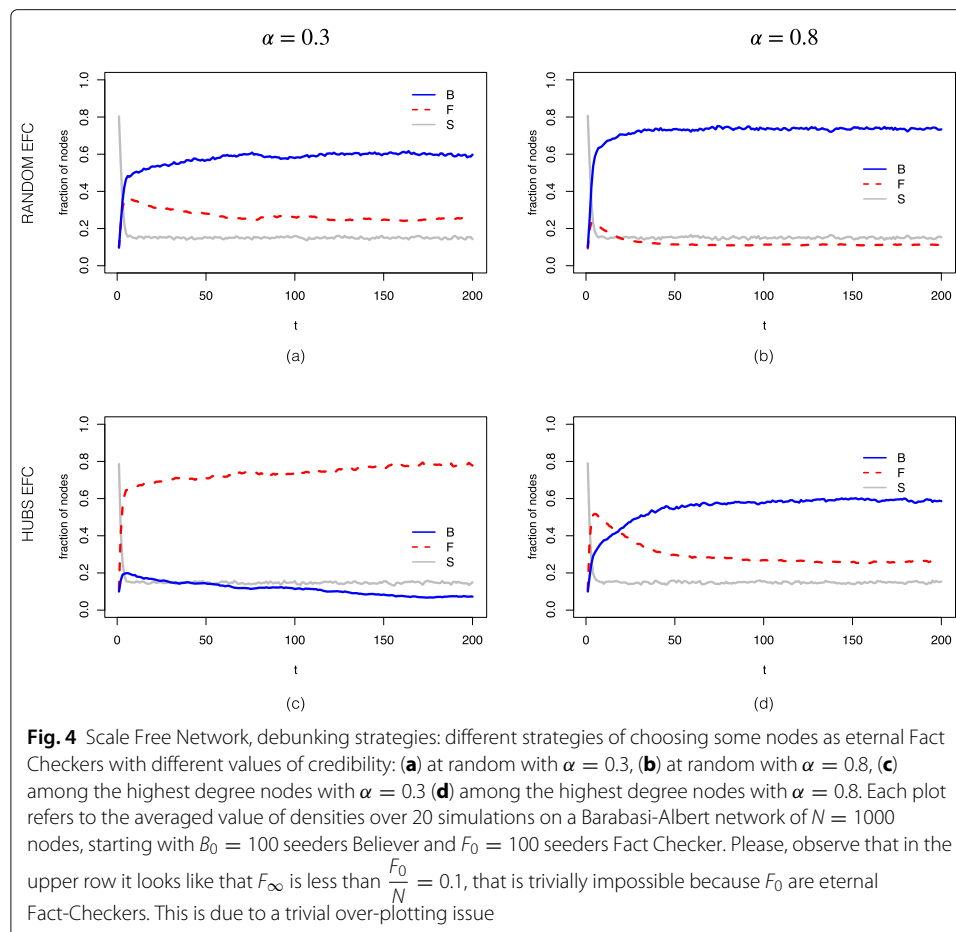 α = 0.3
α = 0.8
RANDOM EFC
fraction of nodes
0.0 0.2 0.4 0.6 0.8 1.0
B
F
S
0 50 100 150 200
t
(a)
fraction of nodes
0.0 0.2 0.4 0.6 0.8 1.0
B
F
S
0 50 100 150 200
t
(b)
HUBS EFC
fraction of nodes
0.0 0.2 0.4 0.6 0.8 1.0
B
F
S
0 50 100 150 200
t
(c)
fraction of nodes
0.0 0.2 0.4 0.6 0.8 1.0
B
F
S
0 50 100 150 200
t
(d)
Fig. 4 Scale Free Network, debunking strategies: different strategies of choosing some nodes as eternal Fact
Checkers with different values of credibility: (a) at random with α = 0.3, (b) at random with α = 0.8, (c)
among the highest degree nodes with α = 0.3 (d) among the highest degree nodes with α = 0.8. Each plot
refers to the averaged value of densities over 20 simulations on a Barabasi-Albert network of N = 1000
nodes, starting with B₀ = 100 seeders Believer and F₀ = 100 seeders Fact Checker. Please, observe that in the
upper row it looks like that F∞ is less than F₀/N = 0.1, that is trivially impossible because F₀ are eternal
Fact-Checkers. This is due to a trivial over-plotting issue